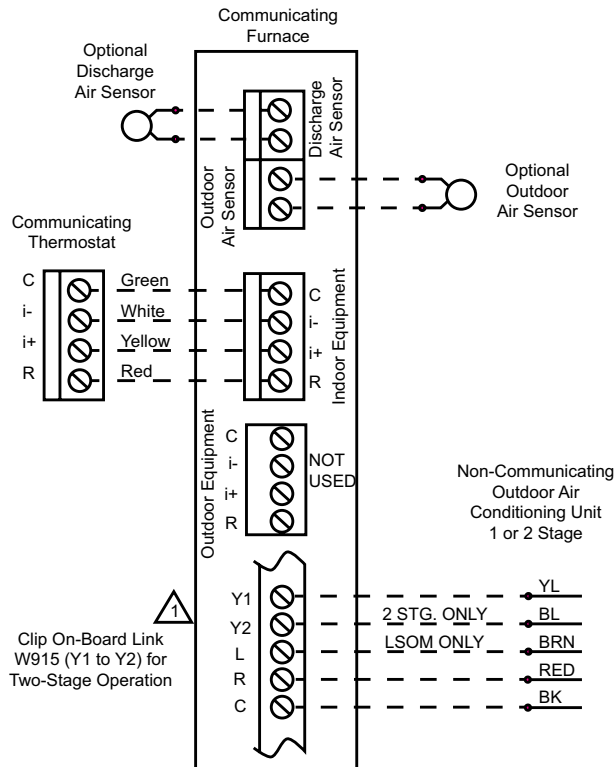 Communicating
Furnace
Optional
Discharge
Air Sensor
Discharge
Air Sensor
Outdoor
Air Sensor
Optional
Outdoor
Air Sensor
Communicating
Thermostat
C
i-
i+
R
Green
White
Yellow
Red
C
i-
i+
R
Indoor Equipment
Outdoor Equipment
C
i-
i+
R
NOT
USED
Non-Communicating
Outdoor Air
Conditioning Unit
1 or 2 Stage
1
Clip On-Board Link
W915 (Y1 to Y2) for
Two-Stage Operation
Y1
Y2
L
R
C
2 STG. ONLY
LSOM ONLY
YL
BL
BRN
RED
BK